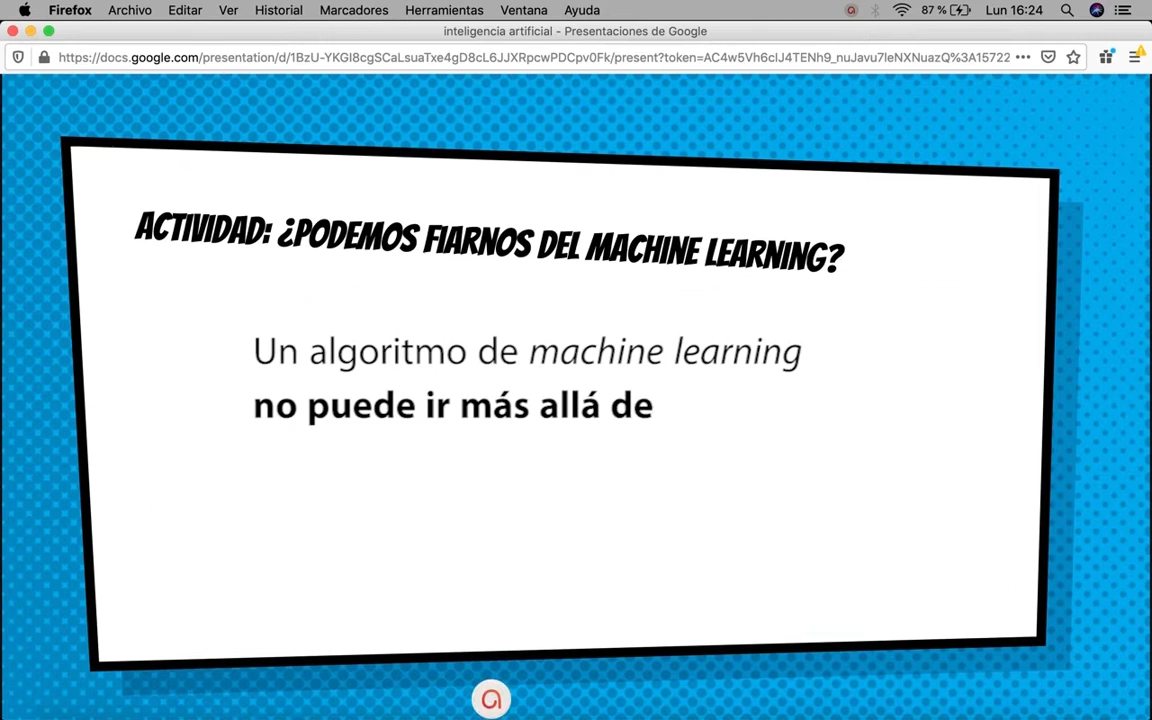 Firefox Archivo Editar Ver Historial Marcadores Herramientas Ventana Ayuda 87 % Lun 16:24
inteligencia artificial - Presentaciones de Google
https://docs.google.com/presentation/d/1BzU-YKGI8cgSCaLsuaTxe4gD8cL6JJXRpcwPDCpv0Fk/present?token=AC4w5Vh6clJ4TENh9_nuJavu7leNXNuazQ%3A15722
ACTIVIDAD: ¿PODEMOS FIARNOS DEL MACHINE LEARNING?
Un algoritmo de machine learning
no puede ir más allá de